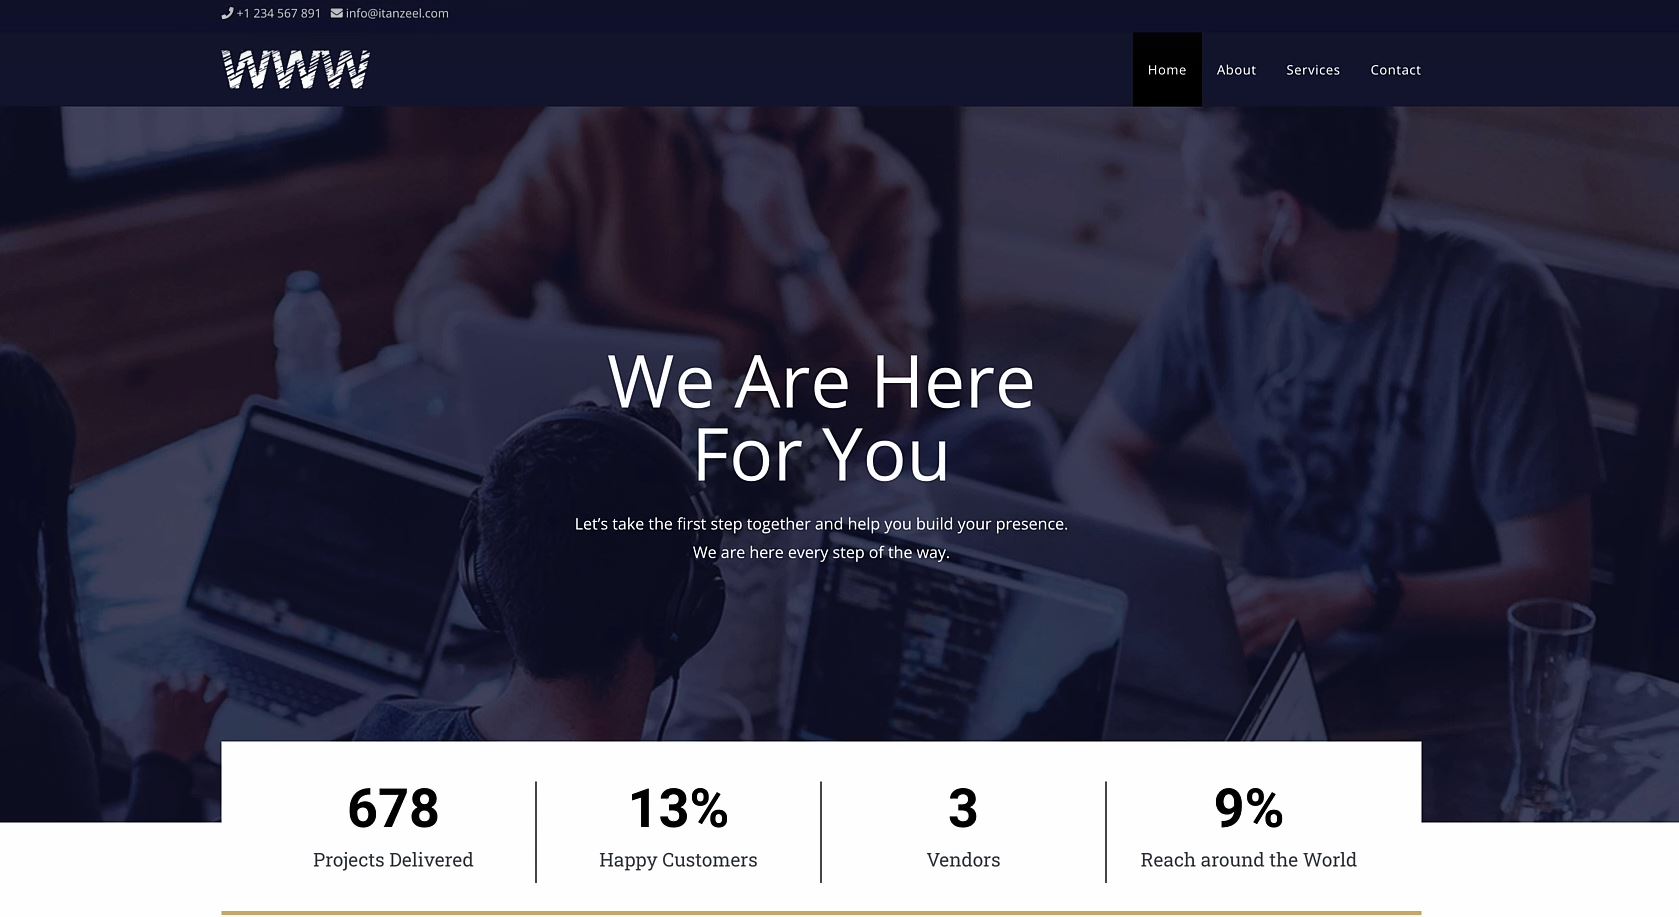 +1 234 567 891 info@itanzeel.com
WWW
Home About Services Contact
We Are Here
For You
Let’s take the first step together and help you build your presence.
We are here every step of the way.
678 13% 3 9%
Projects Delivered Happy Customers Vendors Reach around the World